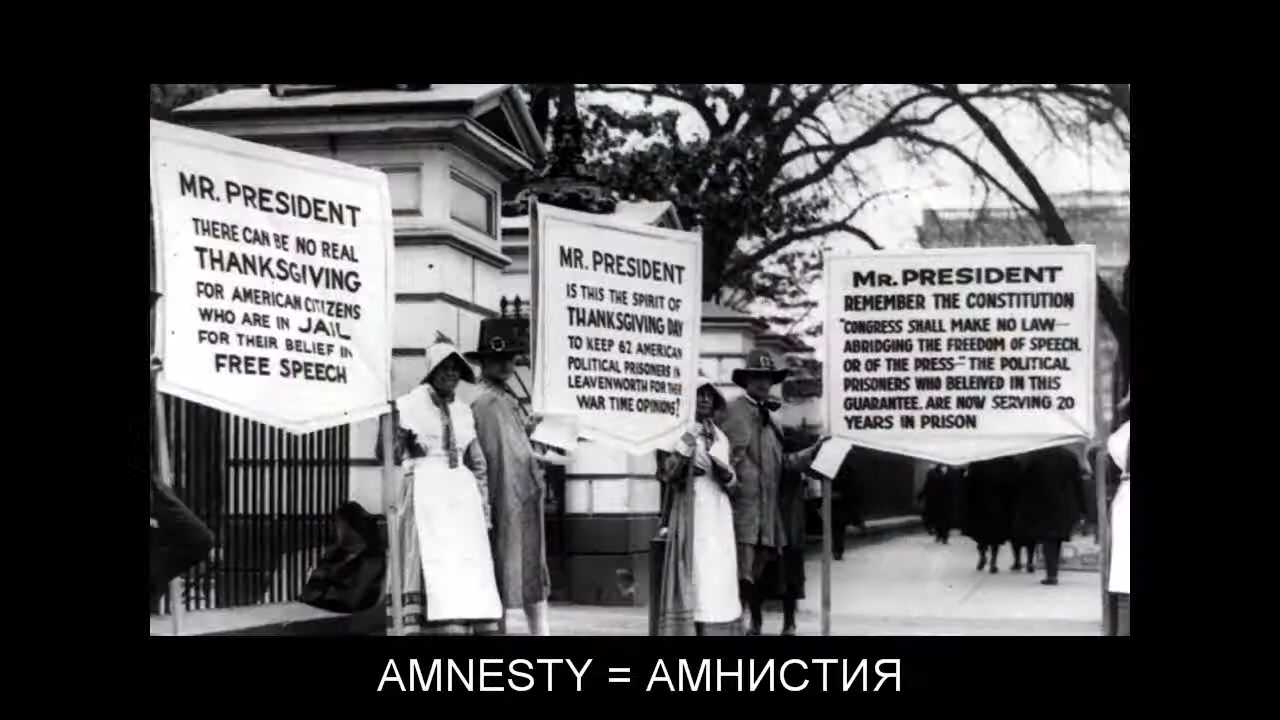 MR. PRESIDENT
THERE CAN BE NO REAL
THANKSGIVING
FOR AMERICAN CITIZENS
WHO ARE IN JAIL
FOR THEIR BELIEF IN
FREE SPEECH
MR. PRESIDENT
IS THIS THE SPIRIT OF
THANKSGIVING DAY
TO KEEP 62 AMERICAN
POLITICAL PRISONERS IN
LEAVENWORTH FOR THEIR
WAR TIME OPINIONS?
MR. PRESIDENT
REMEMBER THE CONSTITUTION
"CONGRESS SHALL MAKE NO LAW—
ABRIDGING THE FREEDOM OF SPEECH,
OR OF THE PRESS—" THE POLITICAL
PRISONERS WHO BELEIVED IN THIS
GUARANTEE, ARE NOW SERVING 20
YEARS IN PRISON
AMNESTY = АМНИСТИЯ